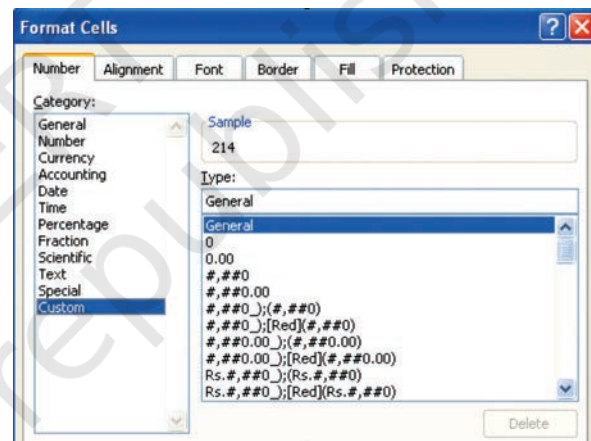 Format Cells
Number Alignment Font Border Fill Protection
Category:
General
Number
Currency
Accounting
Date
Time
Percentage
Fraction
Scientific
Text
Special
Custom
Sample
214
Type:
General
General
0
0.00
#,##0
#,##0.00
#,##0_);(#,##0)
#,##0_);[Red](#,##0)
#,##0.00_);(#,##0.00)
#,##0.00_);[Red](#,##0.00)
Rs.#,##0_);(Rs.#,##0)
Rs.#,##0_);[Red](Rs.#,##0)
Delete
republish